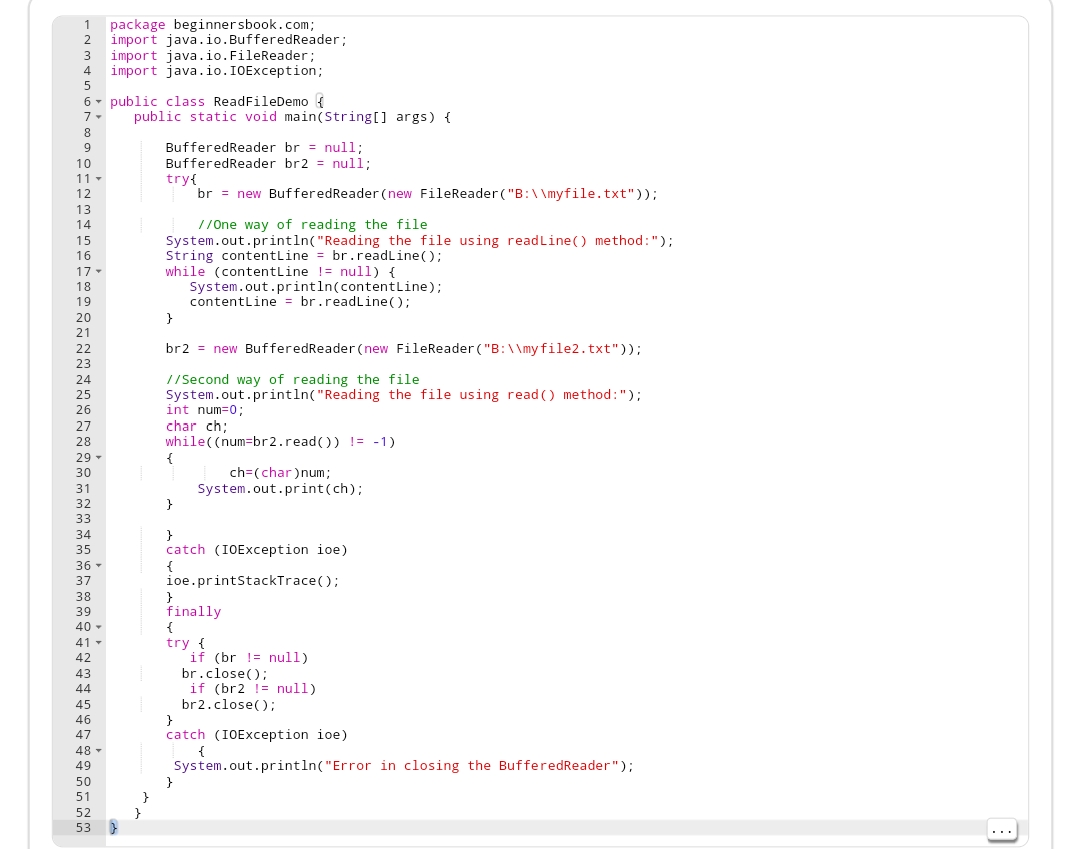 1 package beginnersbook.com;
2 import java.io.BufferedReader;
3 import java.io.FileReader;
4 import java.io.IOException;
5
6 public class ReadFileDemo {
7    public static void main(String[] args) {
8
9        BufferedReader br = null;
10        BufferedReader br2 = null;
11        try{
12            br = new BufferedReader(new FileReader("B:\\myfile.txt"));
13
14            //One way of reading the file
15        System.out.println("Reading the file using readLine() method:");
16        String contentLine = br.readLine();
17        while (contentLine != null) {
18           System.out.println(contentLine);
19           contentLine = br.readLine();
20        }
21
22        br2 = new BufferedReader(new FileReader("B:\\myfile2.txt"));
23
24        //Second way of reading the file
25        System.out.println("Reading the file using read() method:");
26        int num=0;
27        char ch;
28        while((num=br2.read()) != -1)
29        {
30                ch=(char)num;
31            System.out.print(ch);
32        }
33
34        }
35        catch (IOException ioe)
36        {
37        ioe.printStackTrace();
38        }
39        finally
40        {
41        try {
42           if (br != null)
43          br.close();
44           if (br2 != null)
45          br2.close();
46        }
47        catch (IOException ioe)
48            {
49         System.out.println("Error in closing the BufferedReader");
50        }
51     }
52    }
53 }
...